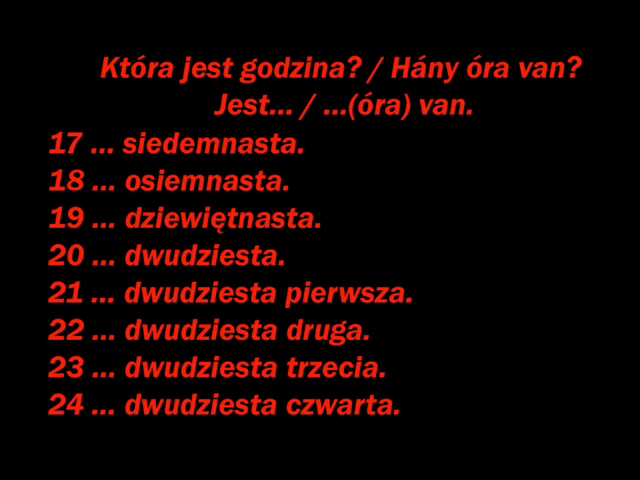 Która jest godzina? / Hány óra van?
Jest... / ...(óra) van.
17 ... siedemnasta.
18 ... osiemnasta.
19 ... dziewiętnasta.
20 ... dwudziesta.
21 ... dwudziesta pierwsza.
22 ... dwudziesta druga.
23 ... dwudziesta trzecia.
24 ... dwudziesta czwarta.